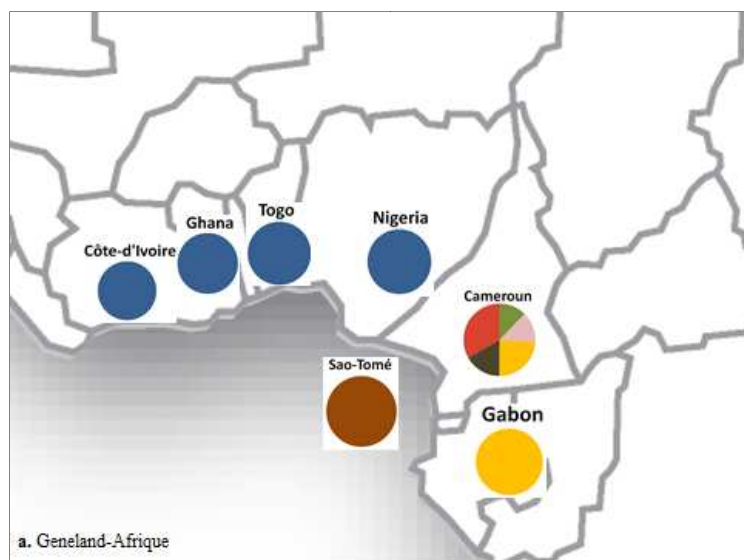 Côte-d'Ivoire
Ghana
Togo
Nigeria
Cameroun
Sao-Tomé
Gabon
a. Geneland-Afrique